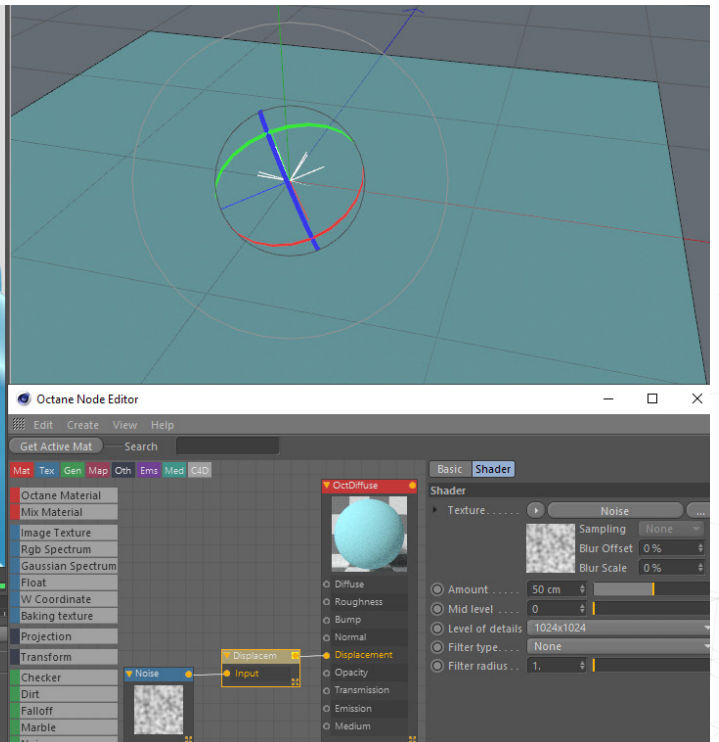 Octane Node Editor
Edit Create View Help
Get Active Mat Search
Mat Tex Gen Map Oth Ems Med C4D
Octane Material
Mix Material
Image Texture
Rgb Spectrum
Gaussian Spectrum
Float
W Coordinate
Baking texture
Projection
Transform
Checker
Dirt
Falloff
Marble
Noise
Displacem
Input
OctDiffuse
Diffuse
Roughness
Bump
Normal
Displacement
Opacity
Transmission
Emission
Medium
Basic Shader
Shader
Texture...... Noise ...
Sampling None
Blur Offset 0 %
Blur Scale 0 %
Amount ..... 50 cm
Mid level .... 0
Level of details 1024x1024
Filter type.... None
Filter radius.. 1.